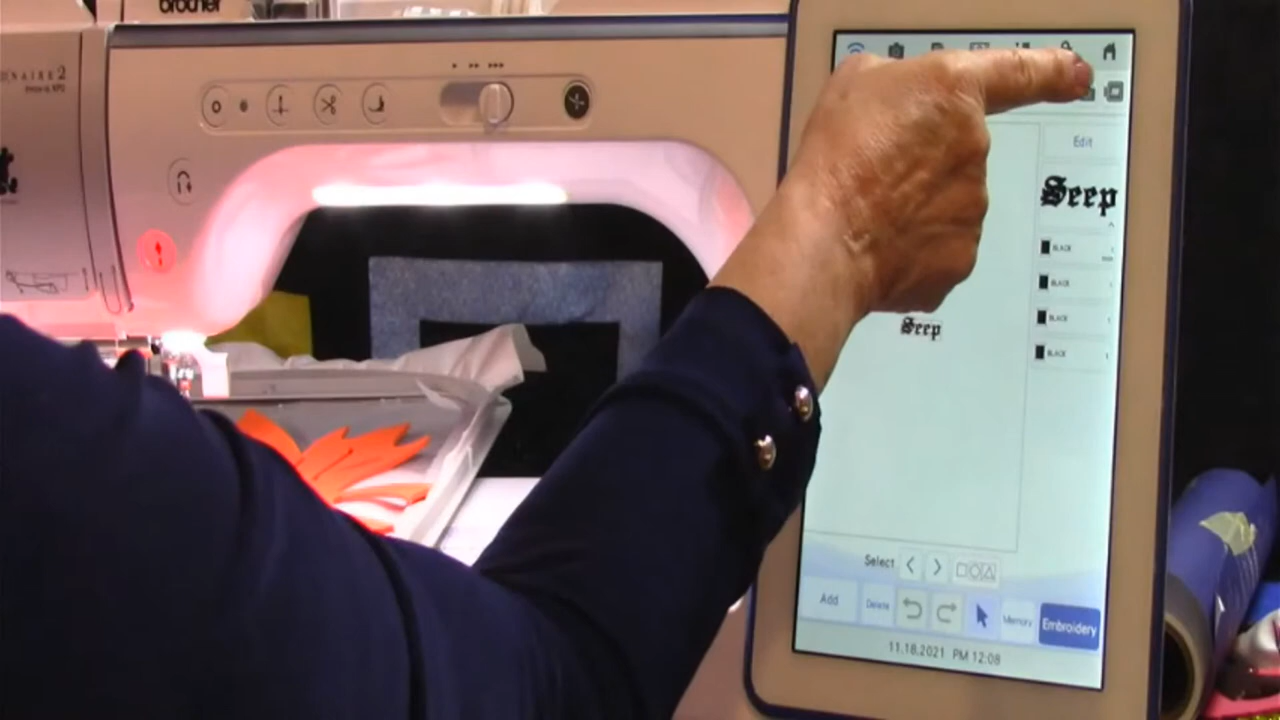 brother
Edit
Seep
BLACK
BLACK
BLACK
BLACK
Seep
Select
Add
Delete
Memory
Embroidery
11.18.2021 PM 12:08